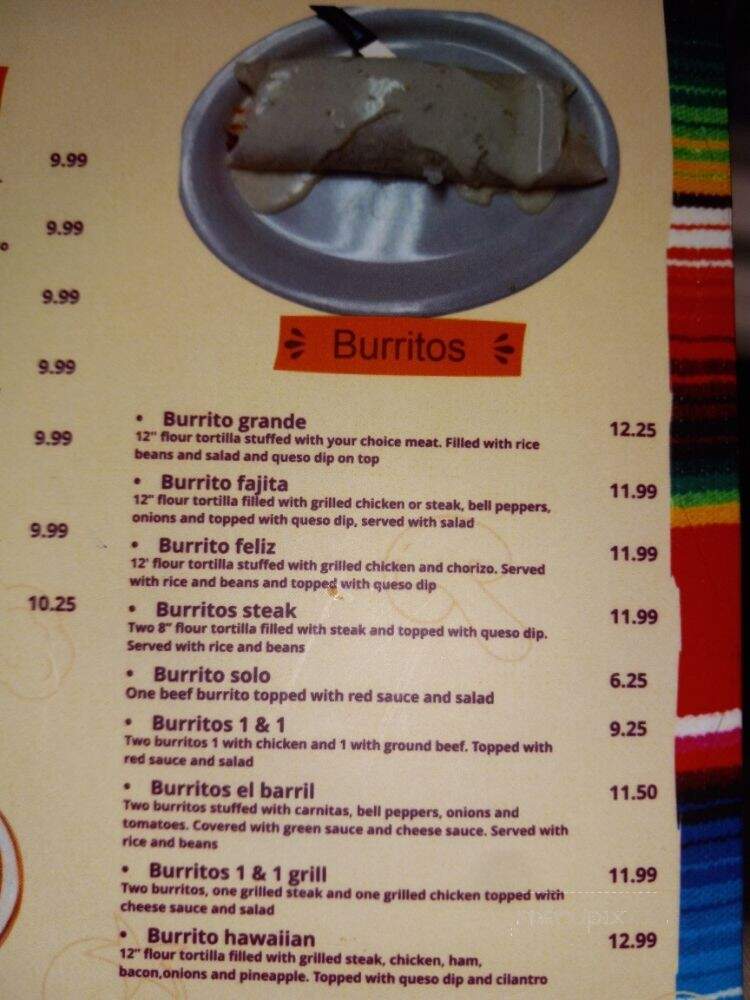 9.99
9.99
9.99
9.99
9.99
9.99
10.25
Burritos
• Burrito grande 12.25
12" flour tortilla stuffed with your choice meat. Filled with rice
beans and salad and queso dip on top
• Burrito fajita 11.99
12" flour tortilla filled with grilled chicken or steak, bell peppers,
onions and topped with queso dip, served with salad
• Burrito feliz 11.99
12' flour tortilla stuffed with grilled chicken and chorizo. Served
with rice and beans and topped with queso dip
• Burritos steak 11.99
Two 8" flour tortilla filled with steak and topped with queso dip.
Served with rice and beans
• Burrito solo 6.25
One beef burrito topped with red sauce and salad
• Burritos 1 & 1 9.25
Two burritos 1 with chicken and 1 with ground beef. Topped with
red sauce and salad
• Burritos el barril 11.50
Two burritos stuffed with carnitas, bell peppers, onions and
tomatoes. Covered with green sauce and cheese sauce. Served with
rice and beans
• Burritos 1 & 1 grill 11.99
Two burritos, one grilled steak and one grilled chicken topped with
cheese sauce and salad
• Burrito hawaiian 12.99
12" flour tortilla filled with grilled steak, chicken, ham,
bacon,onions and pineapple. Topped with queso dip and cilantro